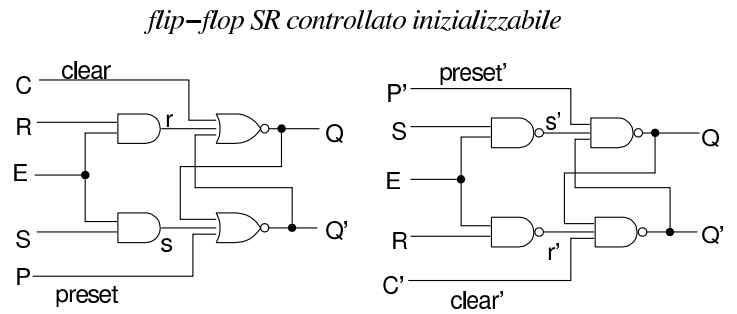 flip-flop SR controllato inizializzabile
C clear
R r
Q
E
S s
Q'
P
preset
preset'
P'
S s'
Q
E
R r'
Q'
C'
clear'